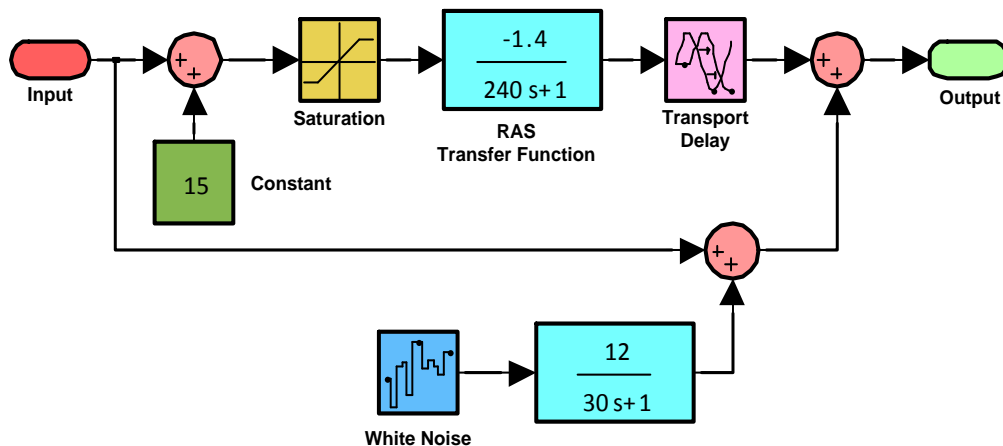 +
+
-1.4
240 s+1
+
+
Input
Saturation
RAS
Transfer Function
Transport
Delay
Output
15
Constant
+
+
12
30 s+1
White Noise